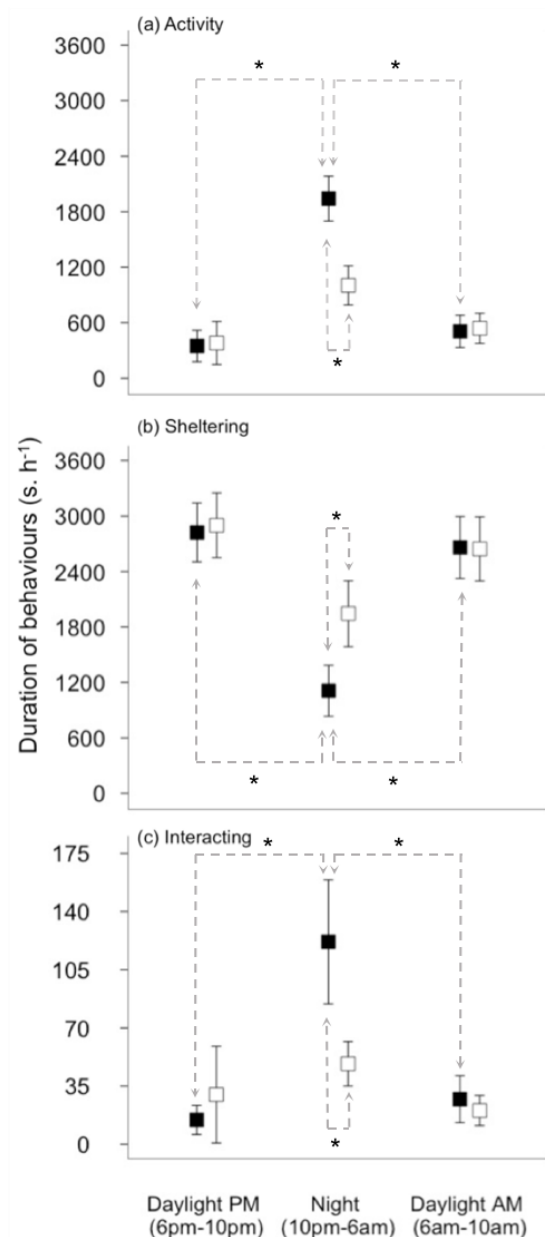 (a) Activity
3600
*
*
3000
2400
1800
1200
600
*
0
(b) Sheltering
3600
3000
*
2400
1800
1200
600
0
*
*
Duration of behaviours (s. h⁻¹)
(c) Interacting
175
*
*
140
105
70
35
0
*
Daylight PM
(6pm-10pm)
Night
(10pm-6am)
Daylight AM
(6am-10am)